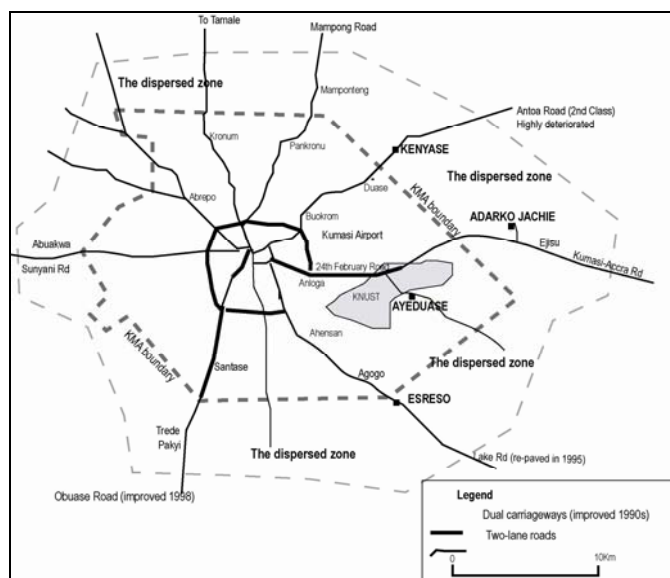 To Tamale
Mampong Road
The dispersed zone
Mamponteng
Antoa Road (2nd Class)
Highly deteriorated
Kronum
Pankronu
KENYASE
The dispersed zone
Duase
KMA boundary
Abrepo
Buokrom
ADARKO JACHIE
Abuakwa
Kumasi Airport
Ejisu
Sunyani Rd
24th February Road
Kumasi-Accra Rd
Anloga
KNUST
AYEDUASE
KMA boundary
Ahensan
The dispersed zone
Santase
Agogo
ESRESO
Trede
Pakyi
The dispersed zone
Lake Rd (re-paved in 1995)
Obuase Road (improved 1998)
Legend
Dual carriageways (improved 1990s)
Two-lane roads
0
10Km